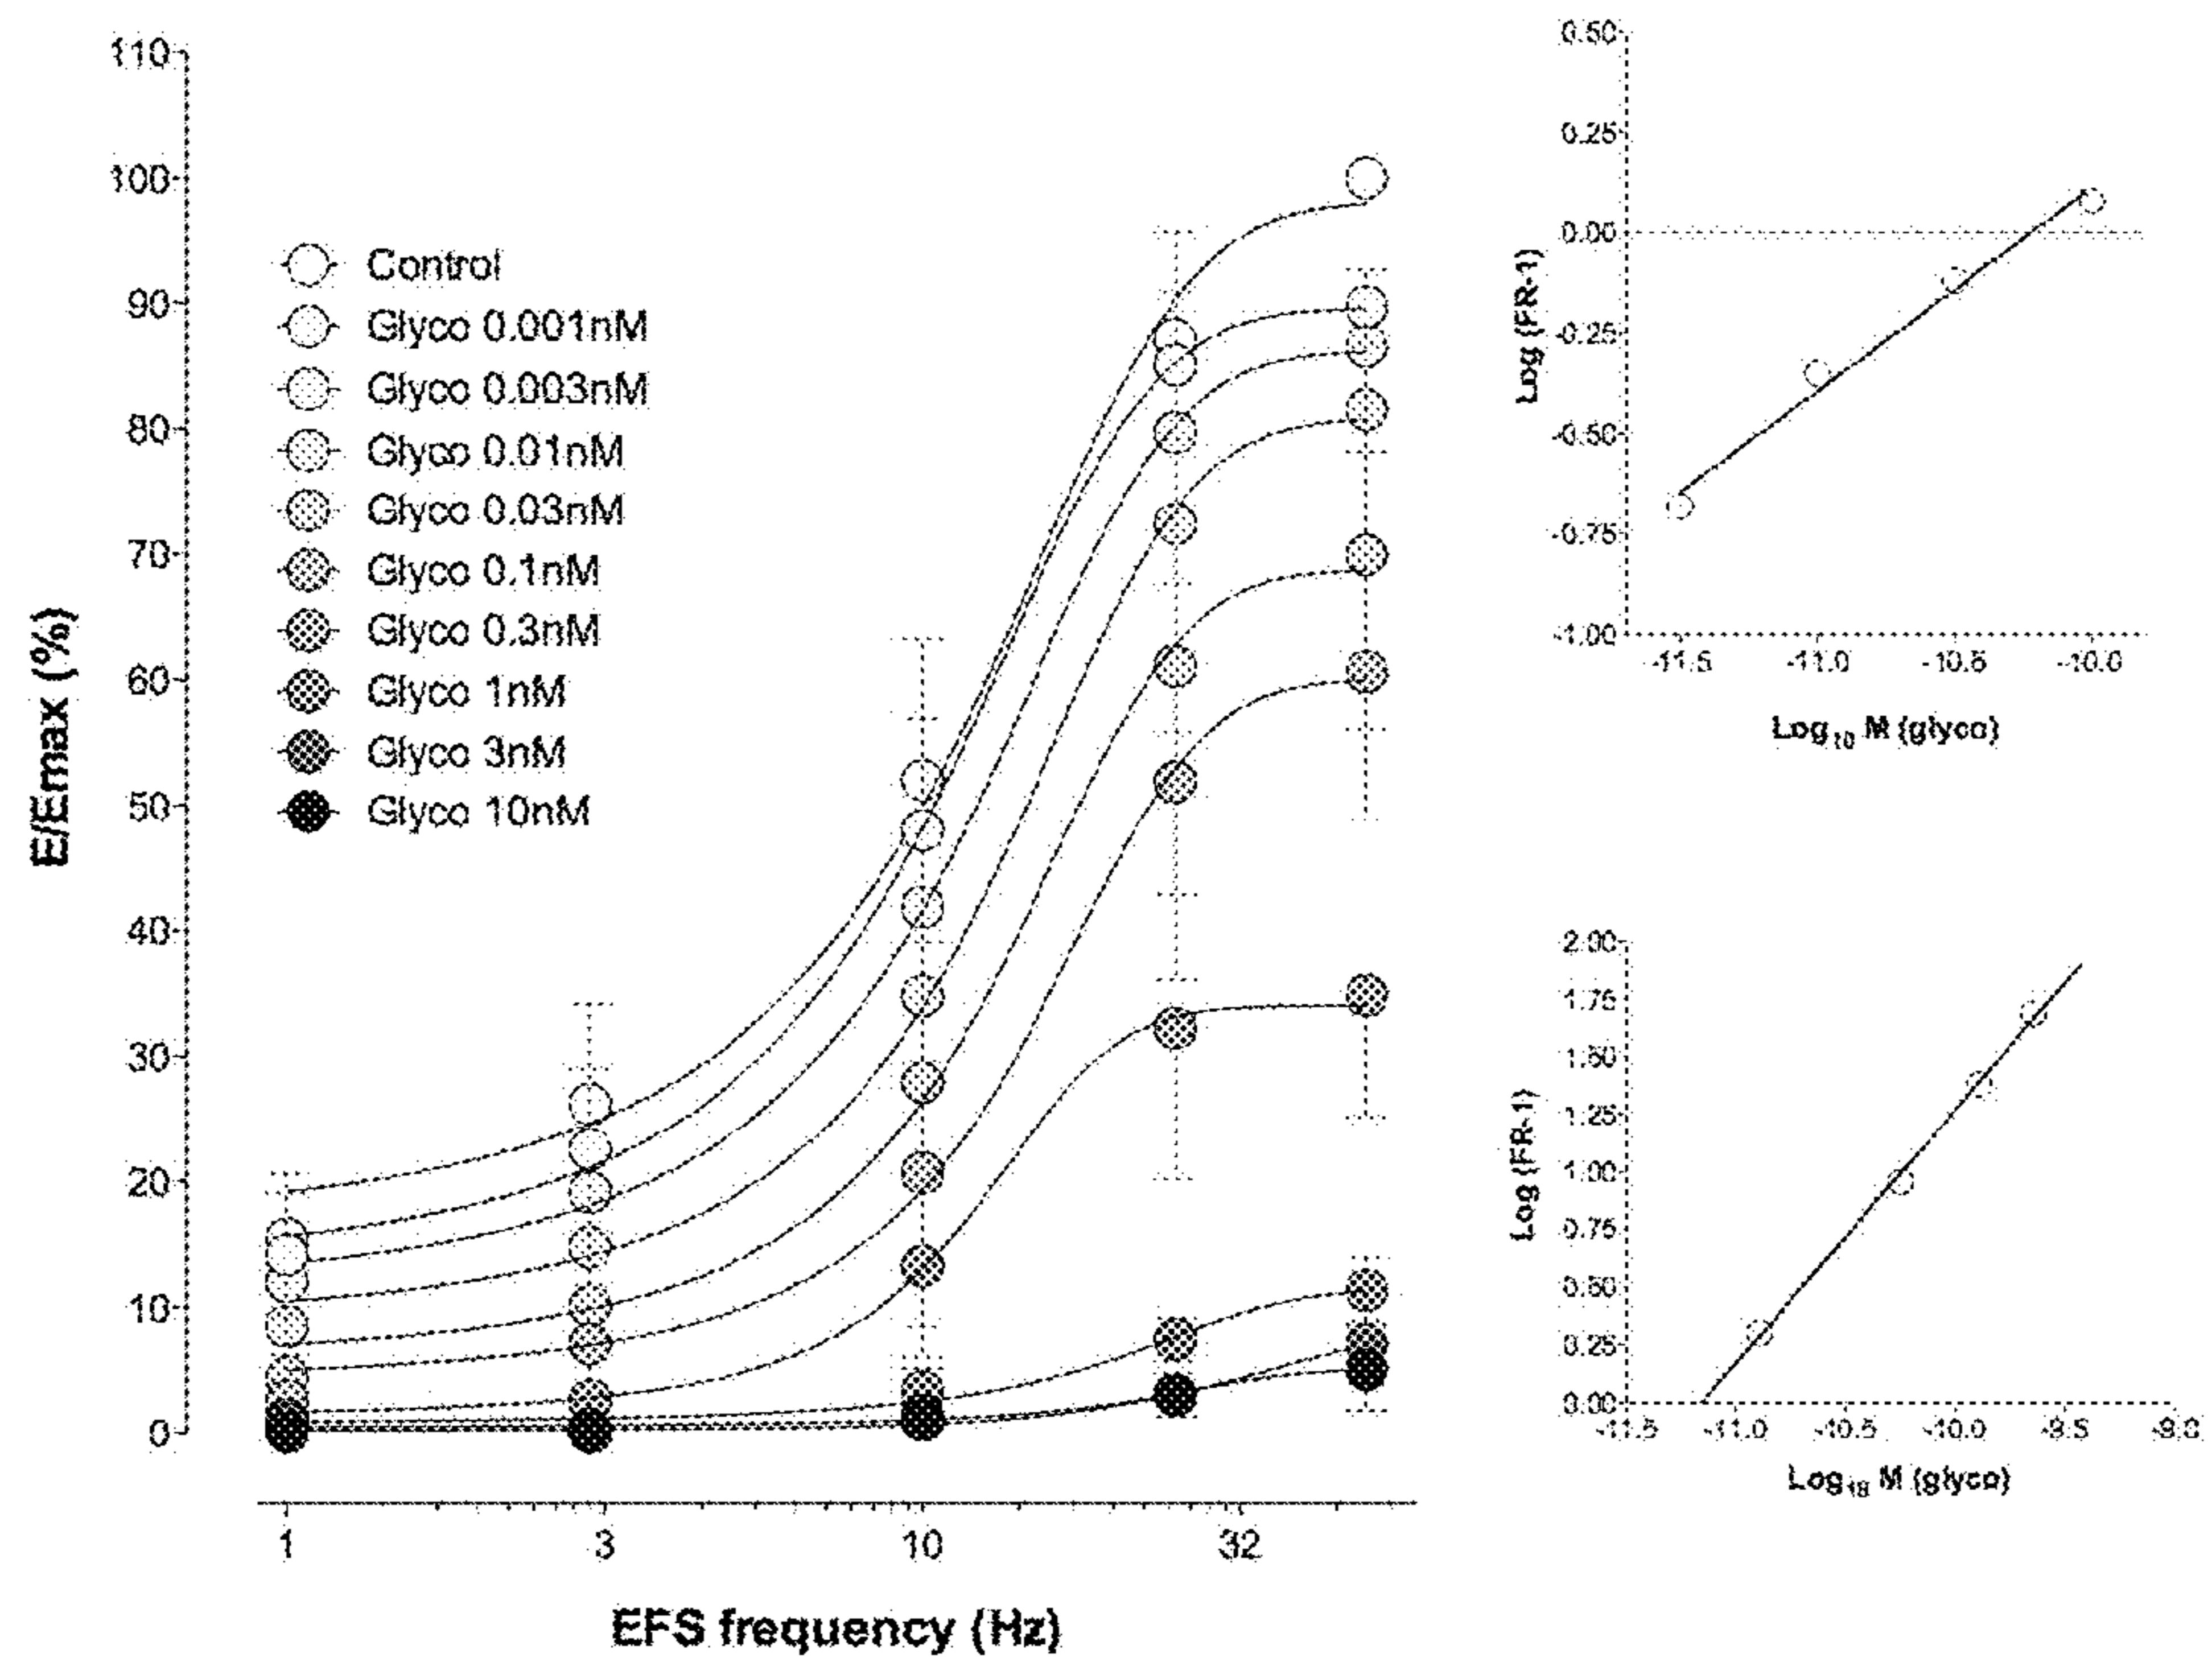 110
100
90
80
70
60
50
40
30
20
10
0
E/Emax (%)
Control
Glyco 0.001nM
Glyco 0.003nM
Glyco 0.01nM
Glyco 0.03nM
Glyco 0.1nM
Glyco 0.3nM
Glyco 1nM
Glyco 3nM
Glyco 10nM
1 3 10 32
EFS frequency (Hz)
0.50
0.25
0.00
-0.25
-0.50
-0.75
-1.00
Log (FR-1)
-11.5 -11.0 -10.5 -10.0
Log10 M (glyco)
2.00
1.75
1.50
1.25
1.00
0.75
0.50
0.25
0.00
Log (FR-1)
-11.5 -11.0 -10.5 -10.0 -9.5 -9.0
Log10 M (glyco)